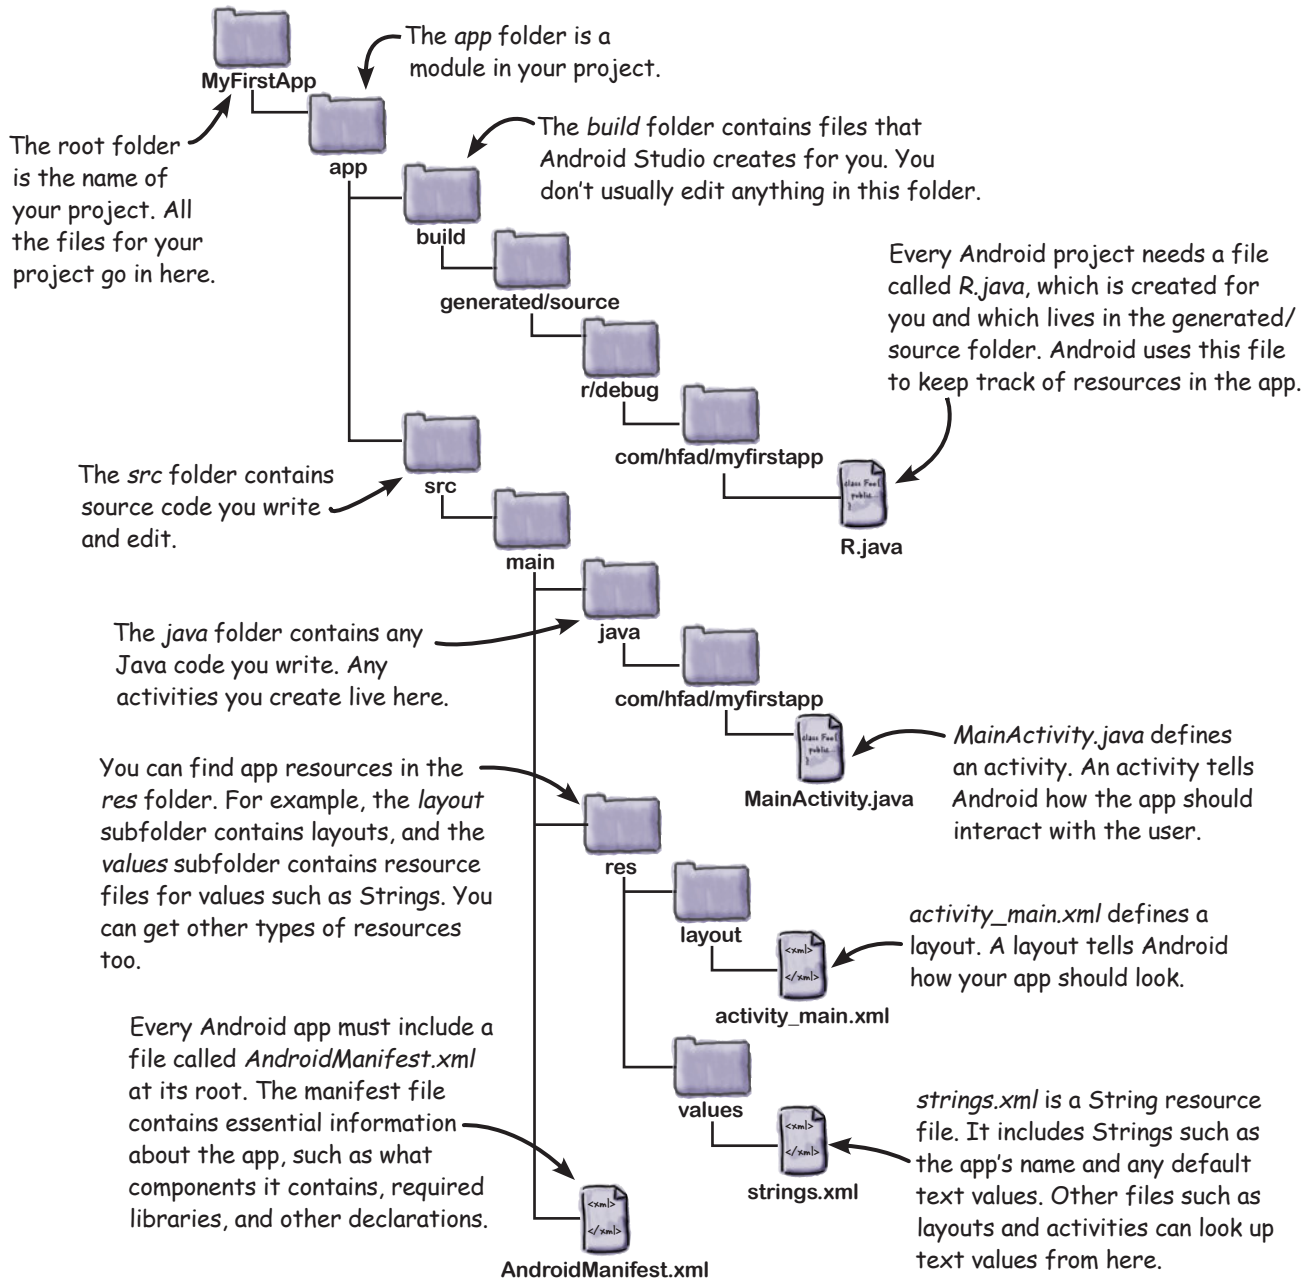 MyFirstApp
The app folder is a
module in your project.
The root folder
is the name of
your project. All
the files for your
project go in here.
app
The build folder contains files that
Android Studio creates for you. You
don't usually edit anything in this folder.
build
generated/source
Every Android project needs a file
called R.java, which is created for
you and which lives in the generated/
source folder. Android uses this file
to keep track of resources in the app.
r/debug
com/hfad/myfirstapp
class Foo{
public
}
R.java
The src folder contains
source code you write
and edit.
src
main
The java folder contains any
Java code you write. Any
activities you create live here.
java
com/hfad/myfirstapp
class Foo{
public
}
MainActivity.java
MainActivity.java defines
an activity. An activity tells
Android how the app should
interact with the user.
You can find app resources in the
res folder. For example, the layout
subfolder contains layouts, and the
values subfolder contains resource
files for values such as Strings. You
can get other types of resources
too.
res
layout
<xml>
</xml>
activity_main.xml
activity_main.xml defines a
layout. A layout tells Android
how your app should look.
Every Android app must include a
file called AndroidManifest.xml
at its root. The manifest file
contains essential information
about the app, such as what
components it contains, required
libraries, and other declarations.
values
<xml>
</xml>
strings.xml
strings.xml is a String resource
file. It includes Strings such as
the app's name and any default
text values. Other files such as
layouts and activities can look up
text values from here.
<xml>
</xml>
AndroidManifest.xml